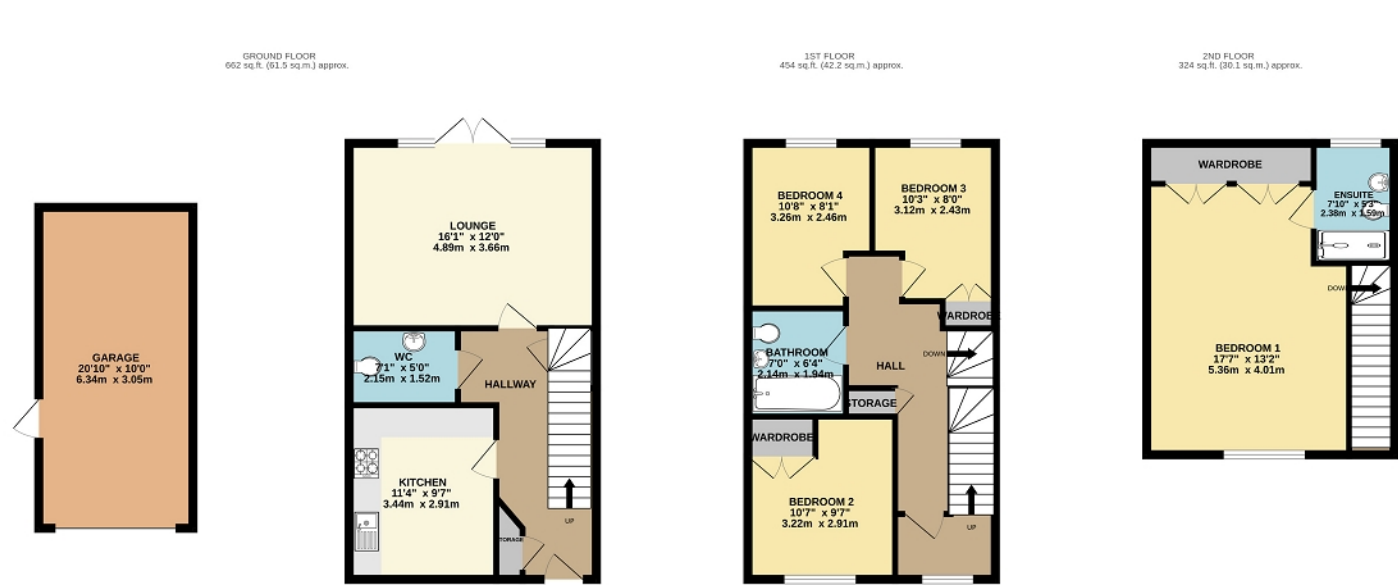 GROUND FLOOR
662 sq.ft. (61.5 sq.m.) approx.
1ST FLOOR
454 sq.ft. (42.2 sq.m.) approx.
2ND FLOOR
324 sq.ft. (30.1 sq.m.) approx.
GARAGE
20'10" x 10'0"
6.34m x 3.05m
LOUNGE
16'1" x 12'0"
4.89m x 3.66m
WC
7'1" x 5'0"
2.15m x 1.52m
HALLWAY
KITCHEN
11'4" x 9'7"
3.44m x 2.91m
STORAGE
UP
BEDROOM 4
10'8" x 8'1"
3.26m x 2.46m
BEDROOM 3
10'3" x 8'0"
3.12m x 2.43m
WARDROBE
BATHROOM
7'0" x 6'4"
2.14m x 1.94m
DOWN
HALL
STORAGE
WARDROBE
BEDROOM 2
10'7" x 9'7"
3.22m x 2.91m
UP
WARDROBE
ENSUITE
7'10" x 5'3"
2.38m x 1.59m
DOWN
BEDROOM 1
17'7" x 13'2"
5.36m x 4.01m